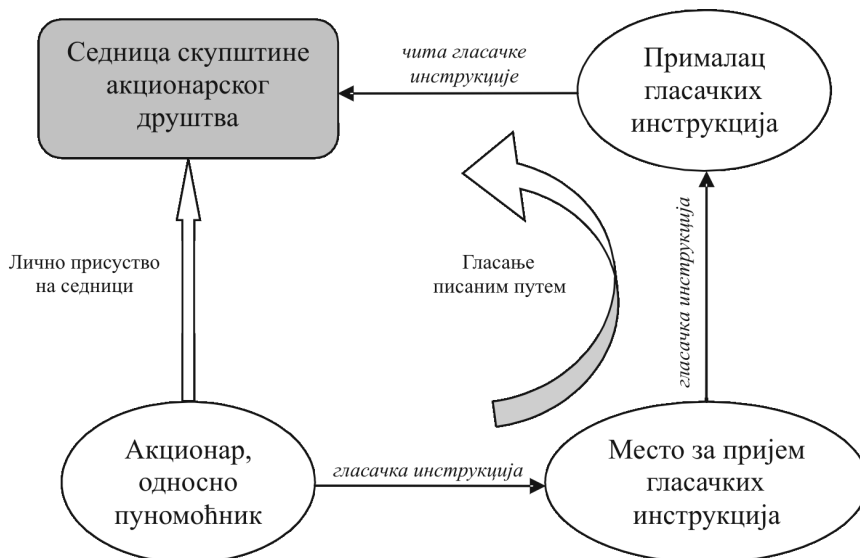 Седница скупштине
акционарског
друштва
чита гласачке
инструкције
Прималац
гласачких
инструкција
Лично присуство
на седници
Гласање
писаним путем
гласачка инструкција
Акционар,
односно
пуномоћник
гласачка инструкција
Место за пријем
гласачких
инструкција